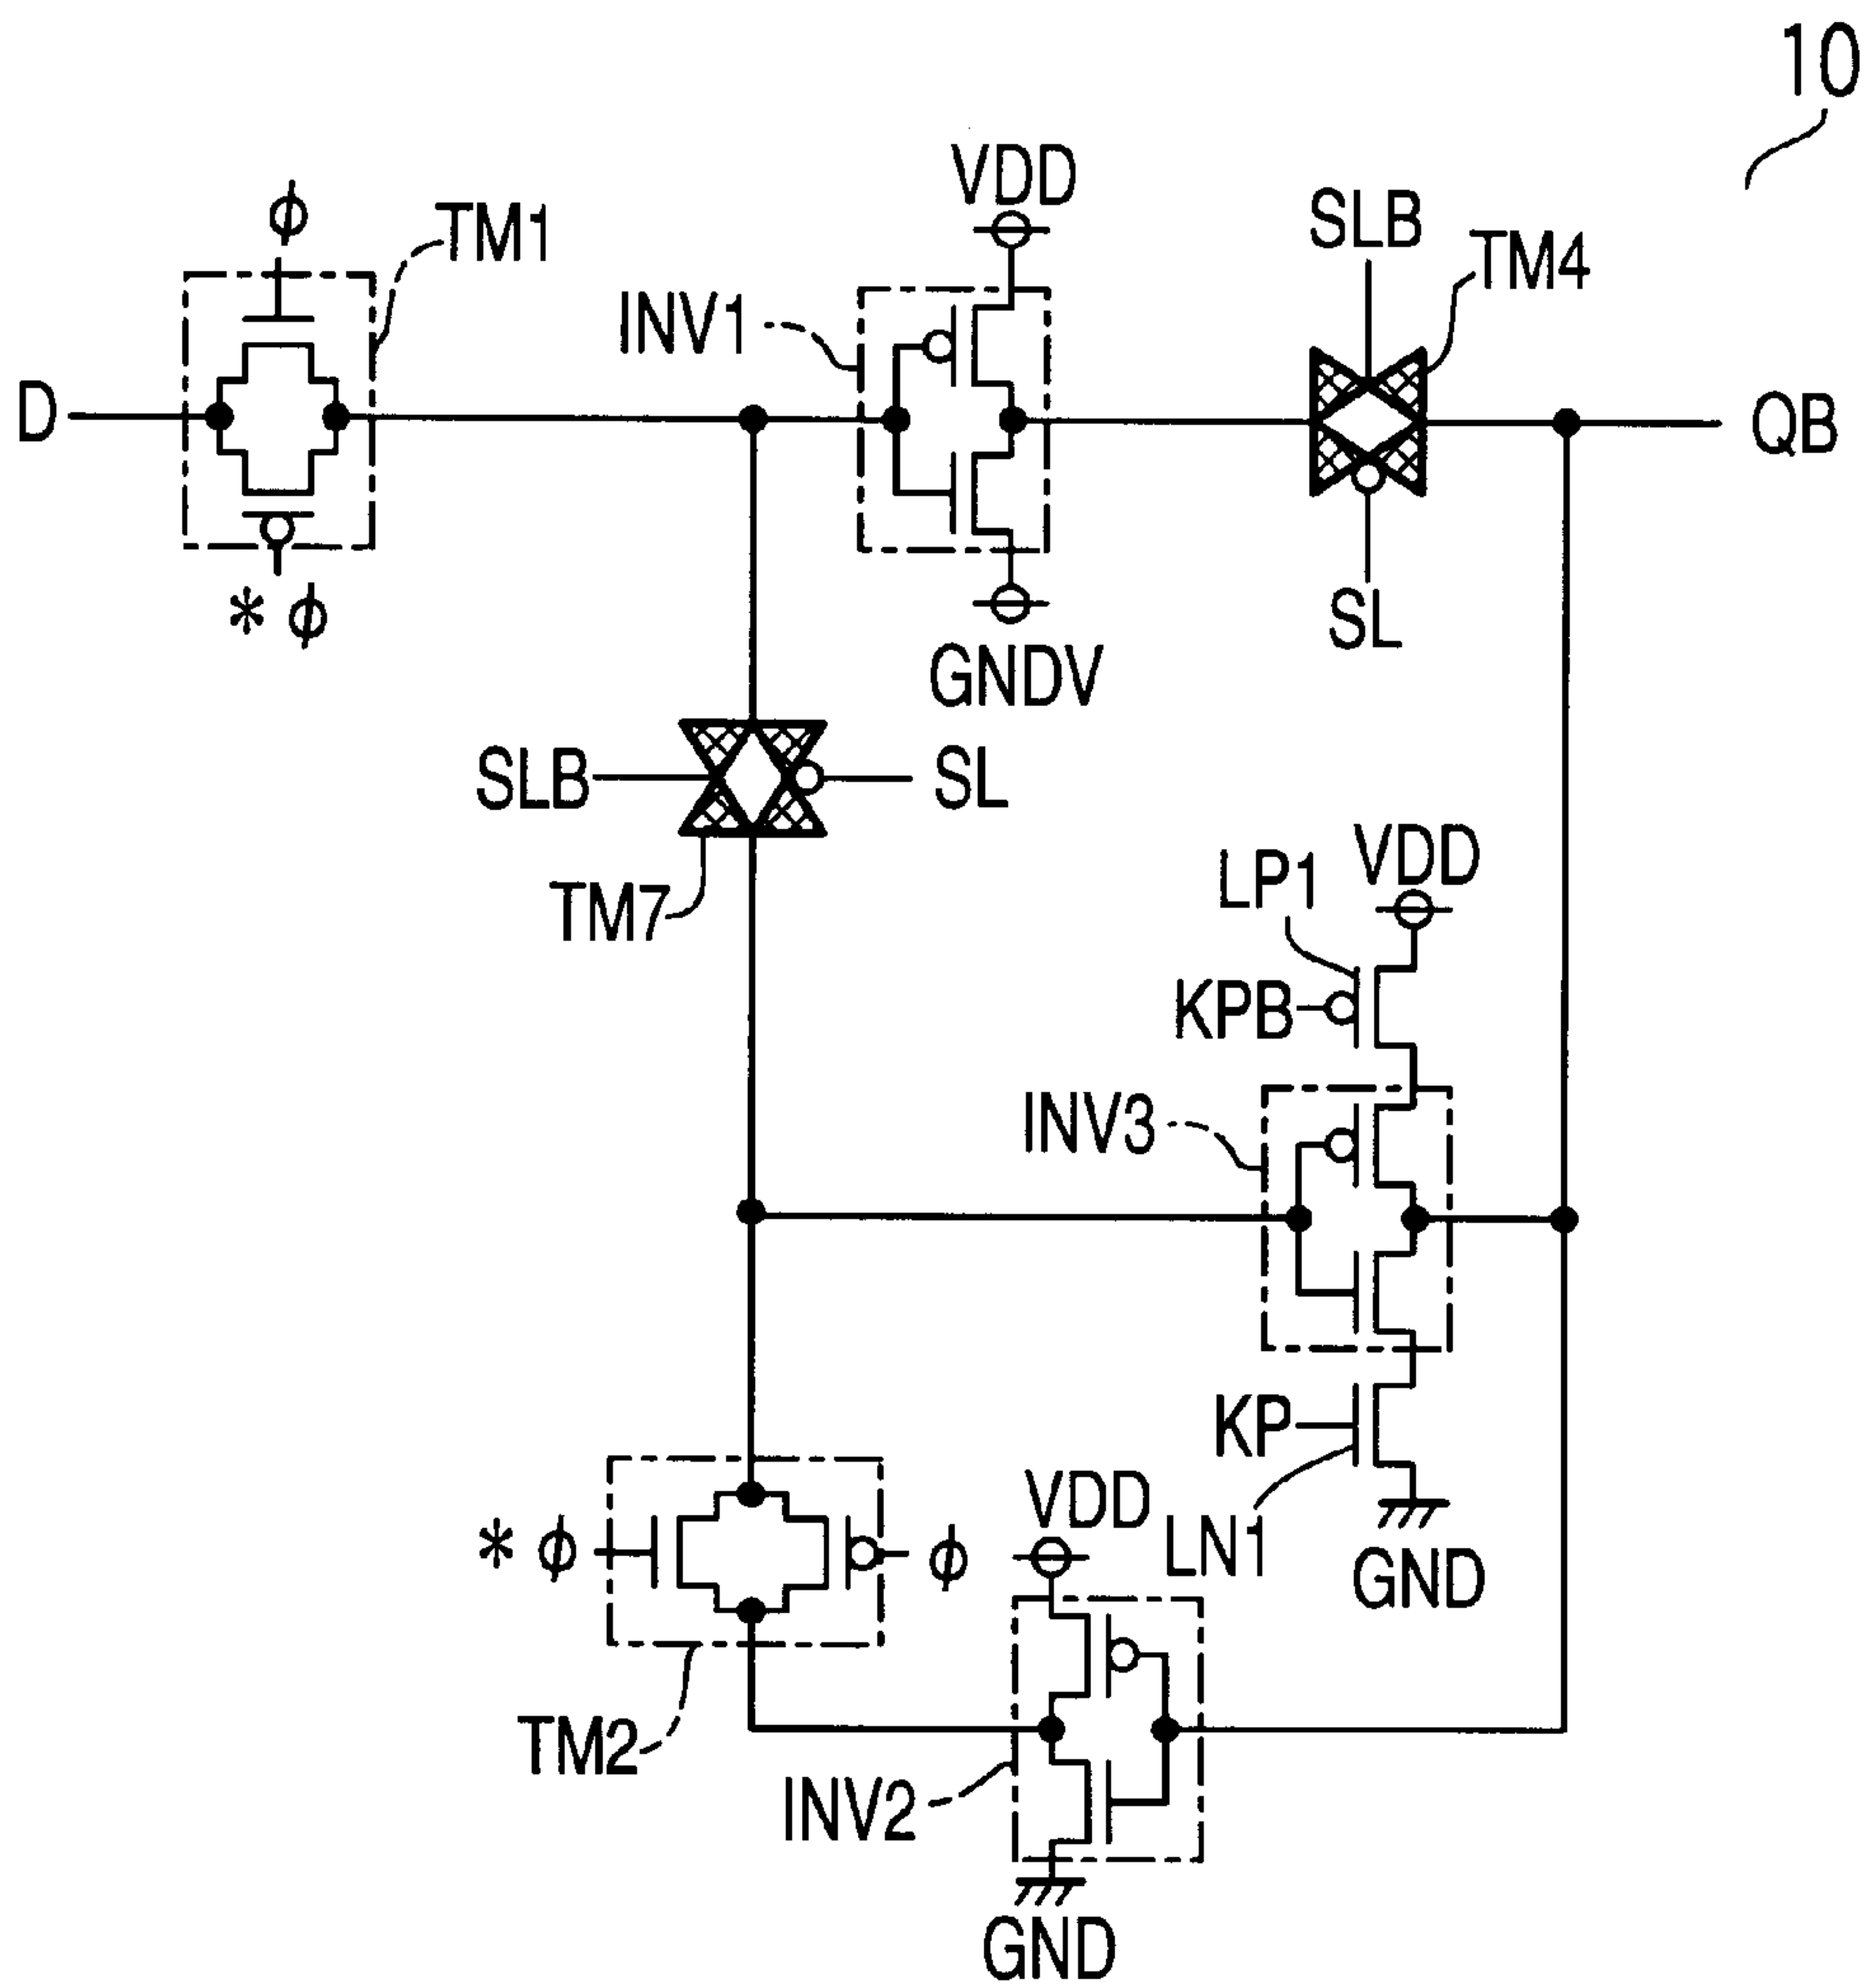 10
VDD
ϕ
TM1
SLB
TM4
INV1
D
QB
* ϕ
SL
GNDV
SLB
SL
TM7
LP1
VDD
KPB
INV3
KP
VDD
LN1
* ϕ
ϕ
GND
TM2
INV2
GND